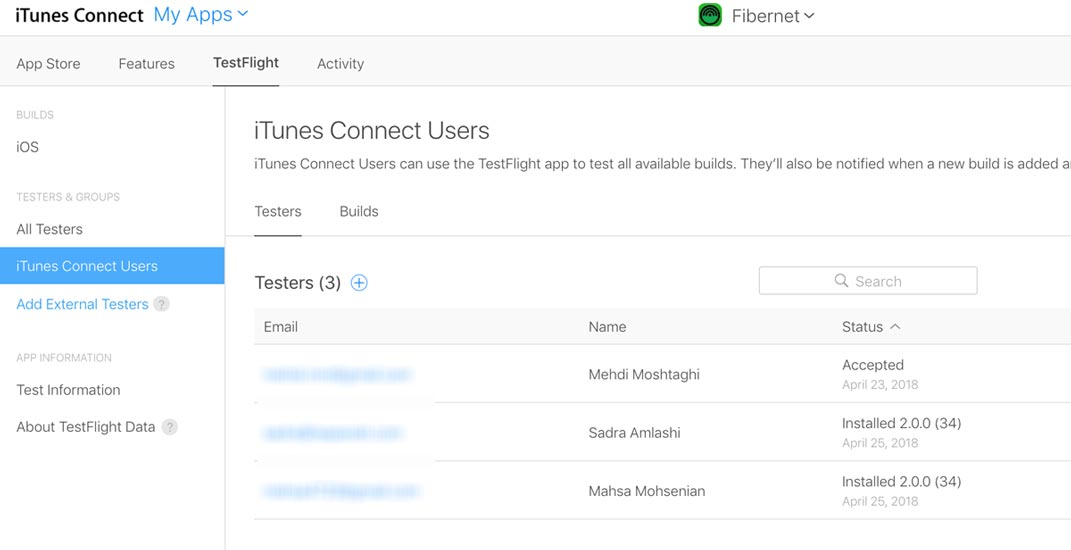 iTunes Connect My Apps Fibernet
App Store Features TestFlight Activity
BUILDS
iOS
TESTERS & GROUPS
All Testers
iTunes Connect Users
Add External Testers ?
APP INFORMATION
Test Information
About TestFlight Data ?
iTunes Connect Users
iTunes Connect Users can use the TestFlight app to test all available builds. They'll also be notified when a new build is added
Testers Builds
Testers (3)
Search
Email Name Status
Mehdi Moshtaghi Accepted
April 23, 2018
Sadra Amlashi Installed 2.0.0 (34)
April 25, 2018
Mahsa Mohsenian Installed 2.0.0 (34)
April 25, 2018